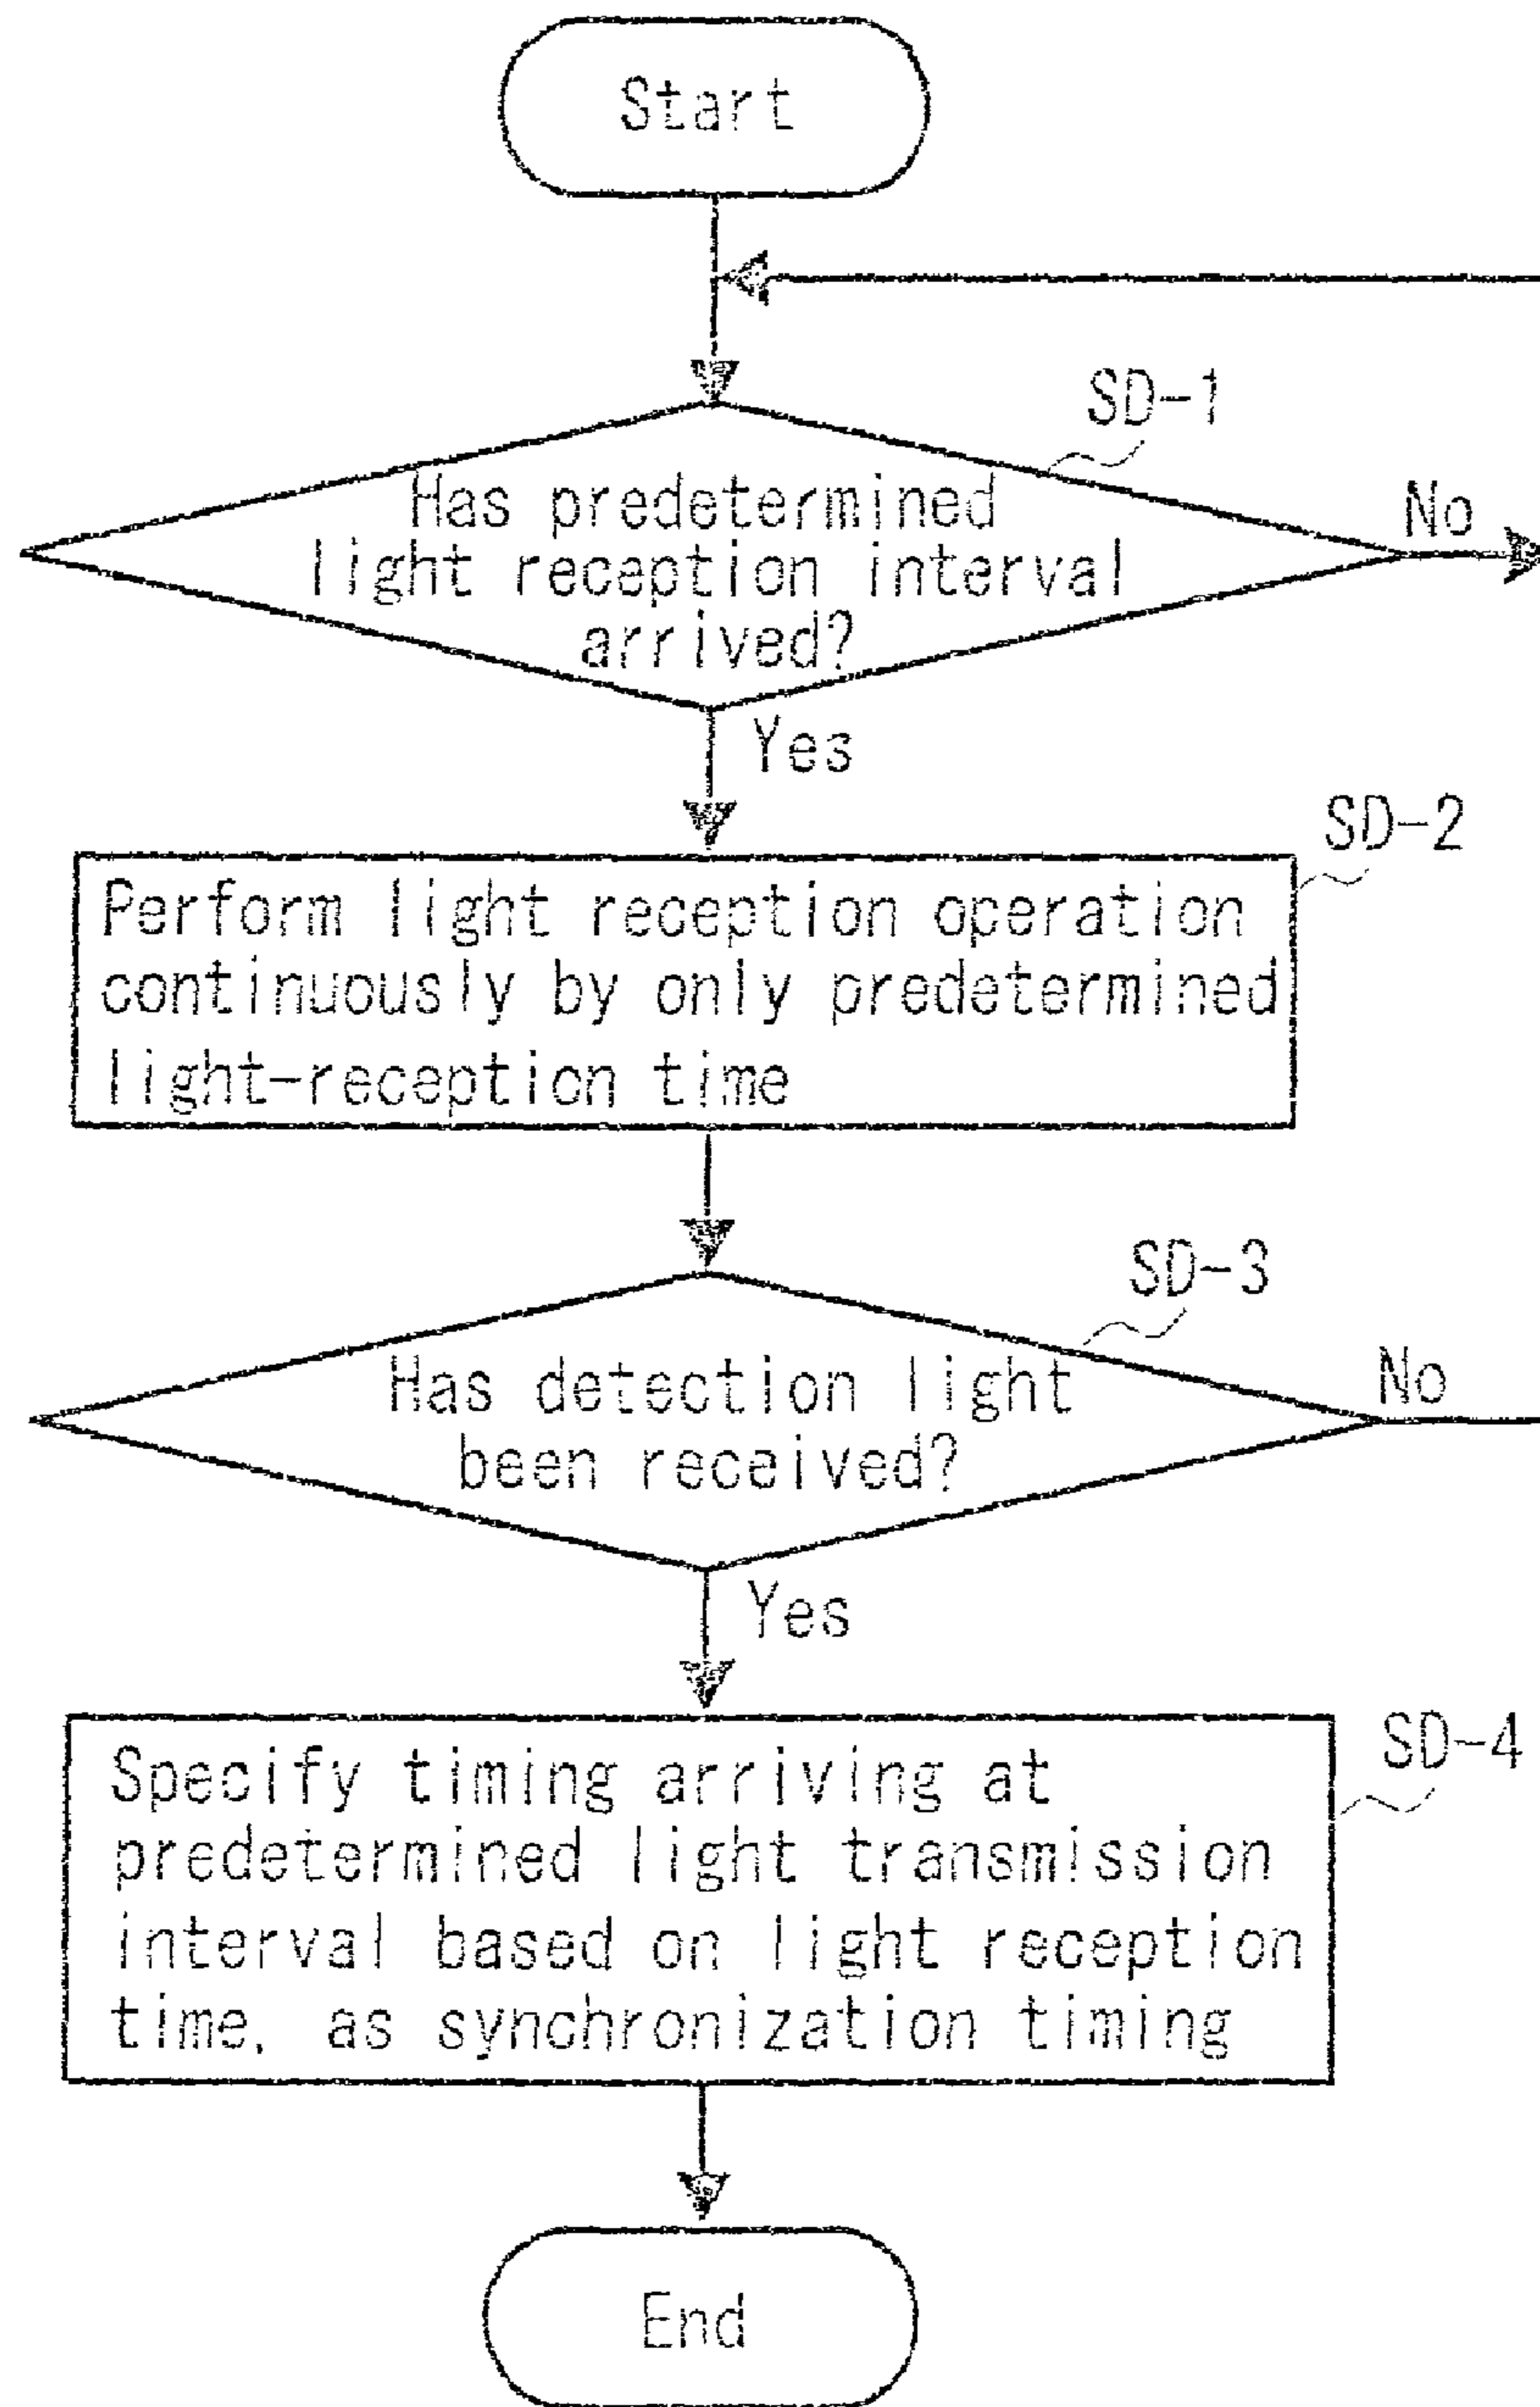 Start
SD-1
Has predetermined
light reception interval
arrived?
No
Yes
SD-2
Perform light reception operation
continuously by only predetermined
light-reception time
SD-3
Has detection light
been received?
No
Yes
SD-4
Specify timing arriving at
predetermined light transmission
interval based on light reception
time, as synchronization timing
End